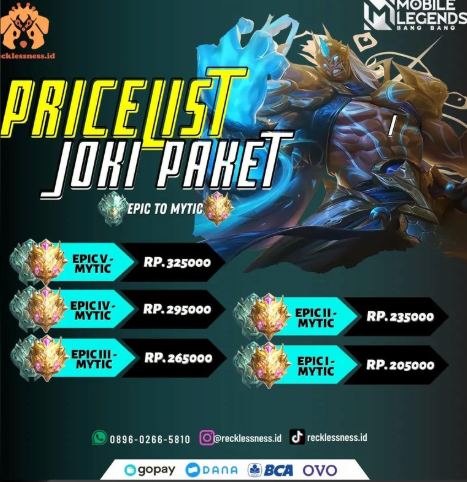 recklessness.id
MOBILE
LEGENDS
BANG BANG
PRICELIST
JOKI PAKET
EPIC TO MYTIC
EPIC V -
MYTIC
RP. 325000
EPIC IV -
MYTIC
RP. 295000
EPIC III -
MYTIC
RP. 265000
EPIC II -
MYTIC
RP. 235000
EPIC I -
MYTIC
RP. 205000
0896-0266-5810 @recklessness.id recklessness.id
gopay DANA BCA OVO